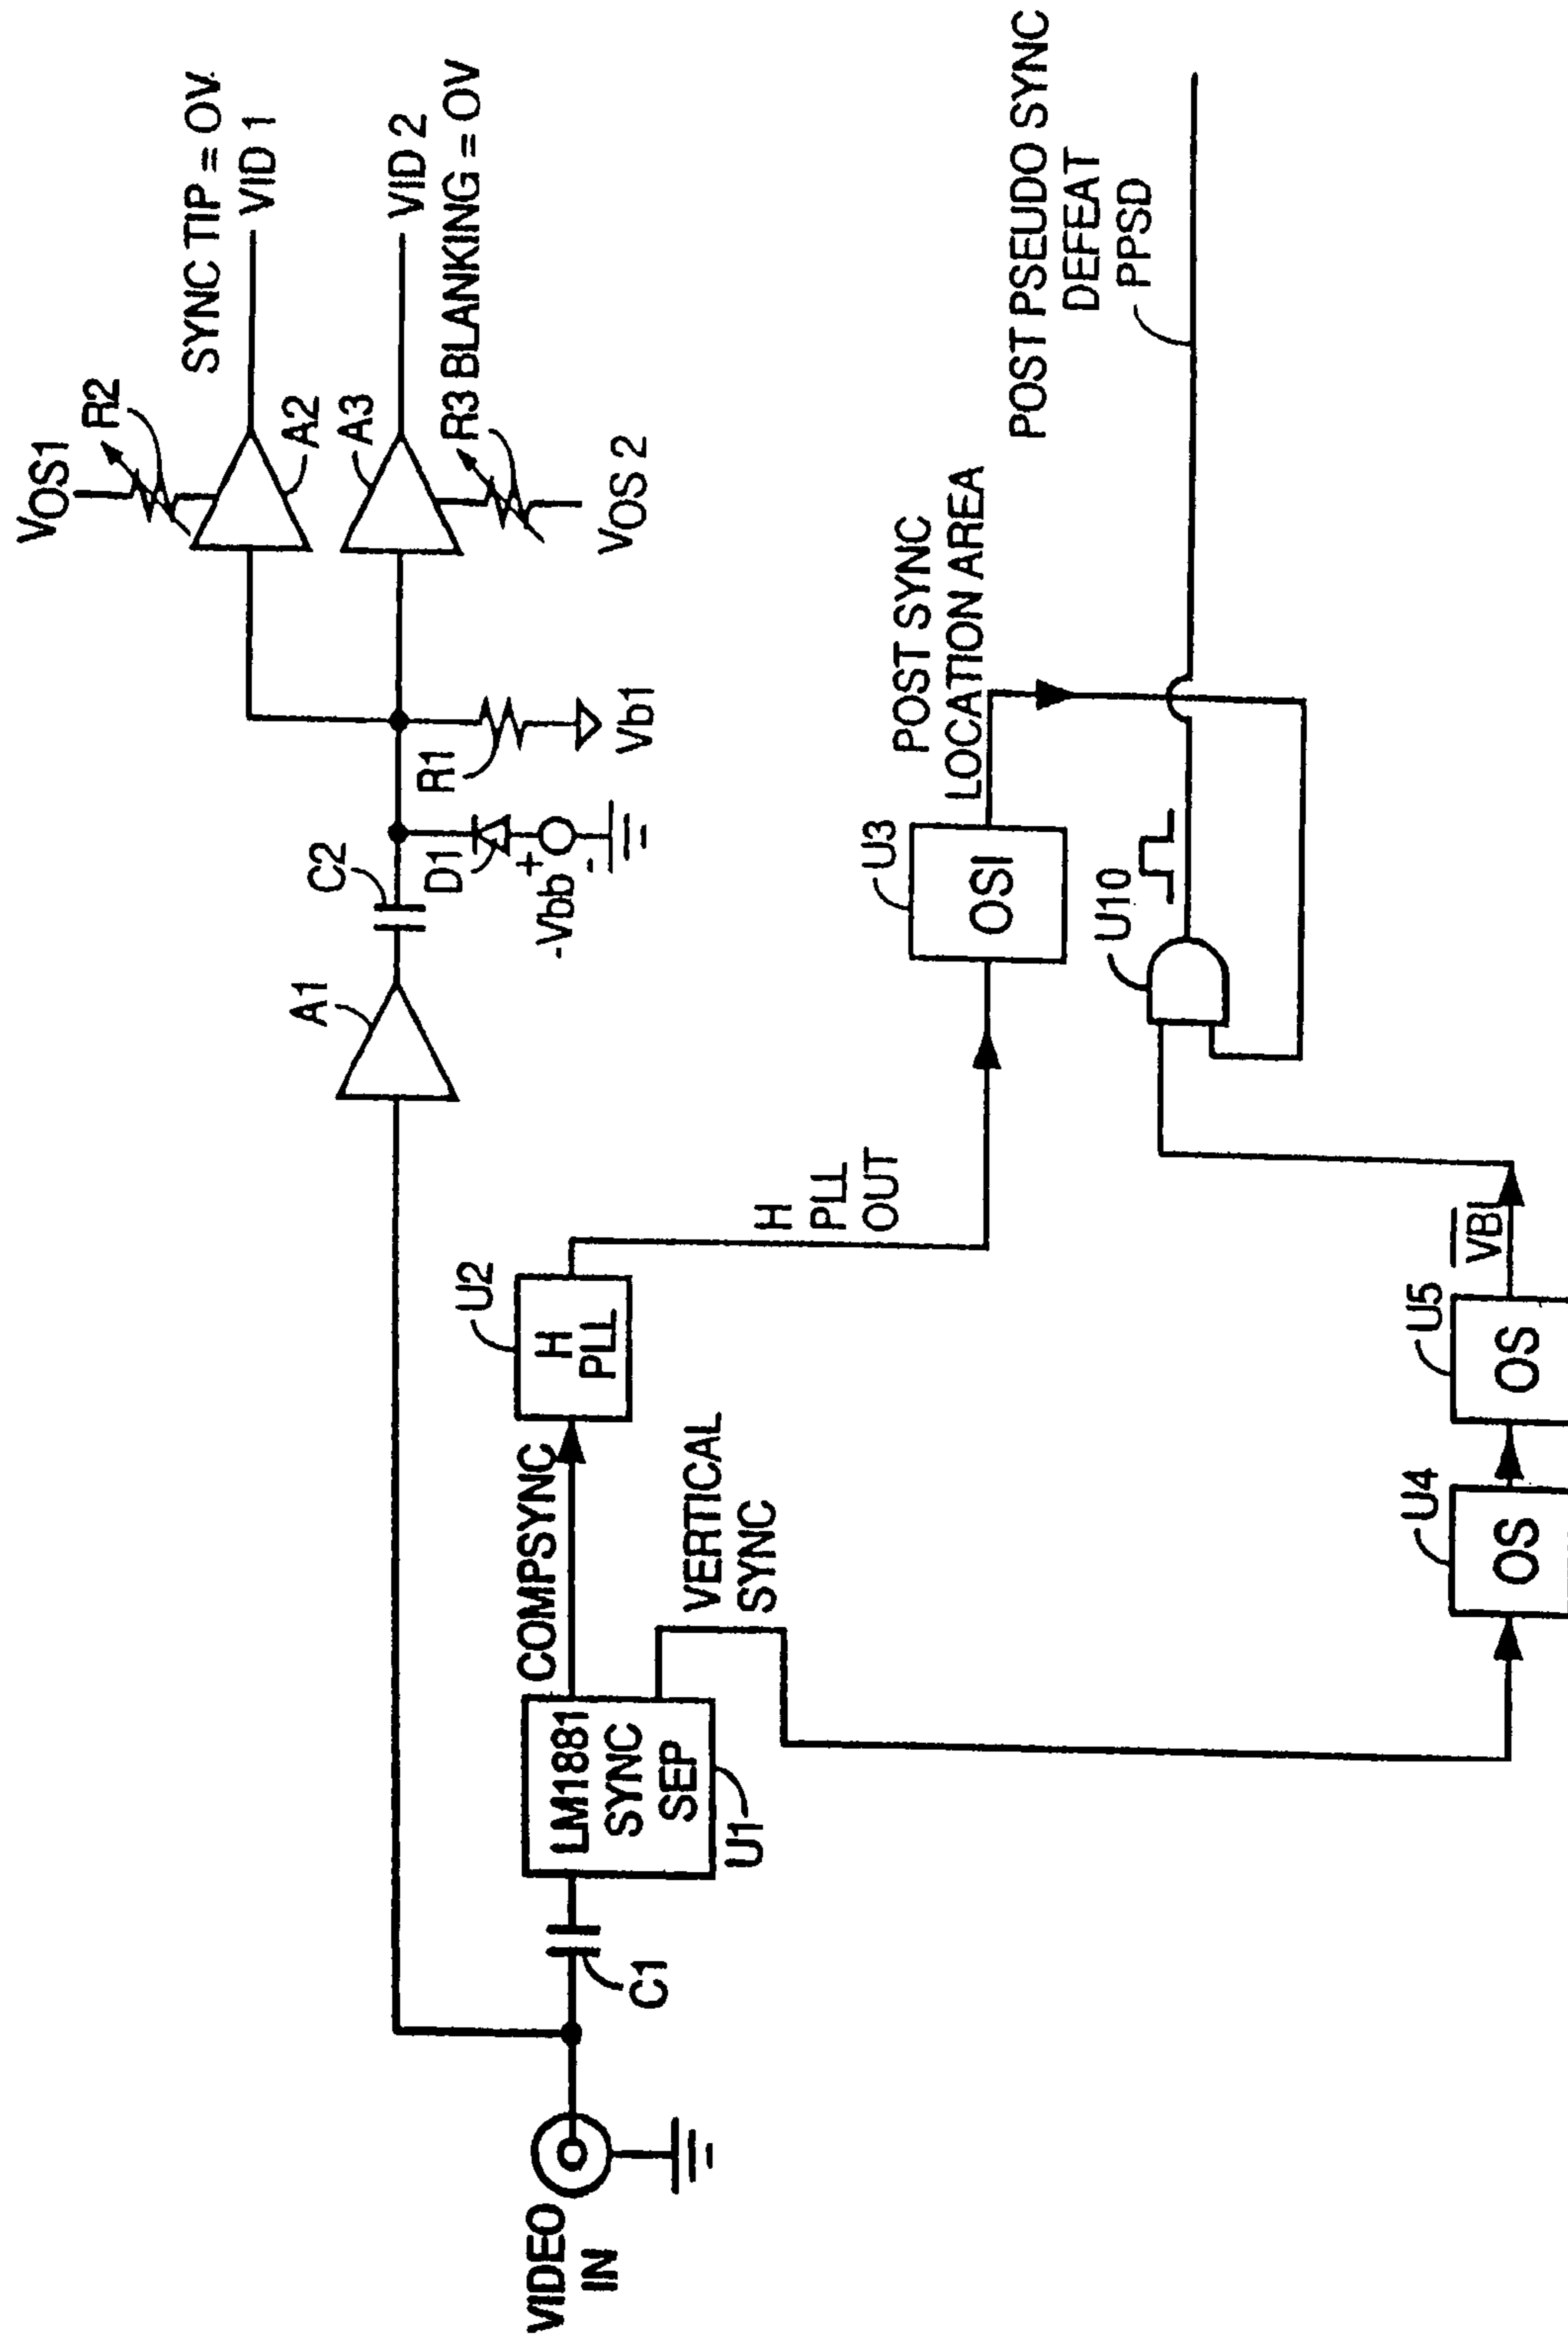 VOS1
R2
SYNC TIP = OV
VID 1
A2
A3
VID 2
R3 BLANKING = OV
VOS 2
A1
C2
D1
+
-Vbb
-
R1
Vb1
VIDEO
IN
C1
LM1881
SYNC
SEP
U1
COMPSYNC
U2
H
PLL
VERTICAL
SYNC
H
PLL
OUT
U3
OSI
POST SYNC
LOCATION AREA
U10
POST PSEUDO SYNC
DEFEAT
PPSD
U4
OS
U5
OS
VBI